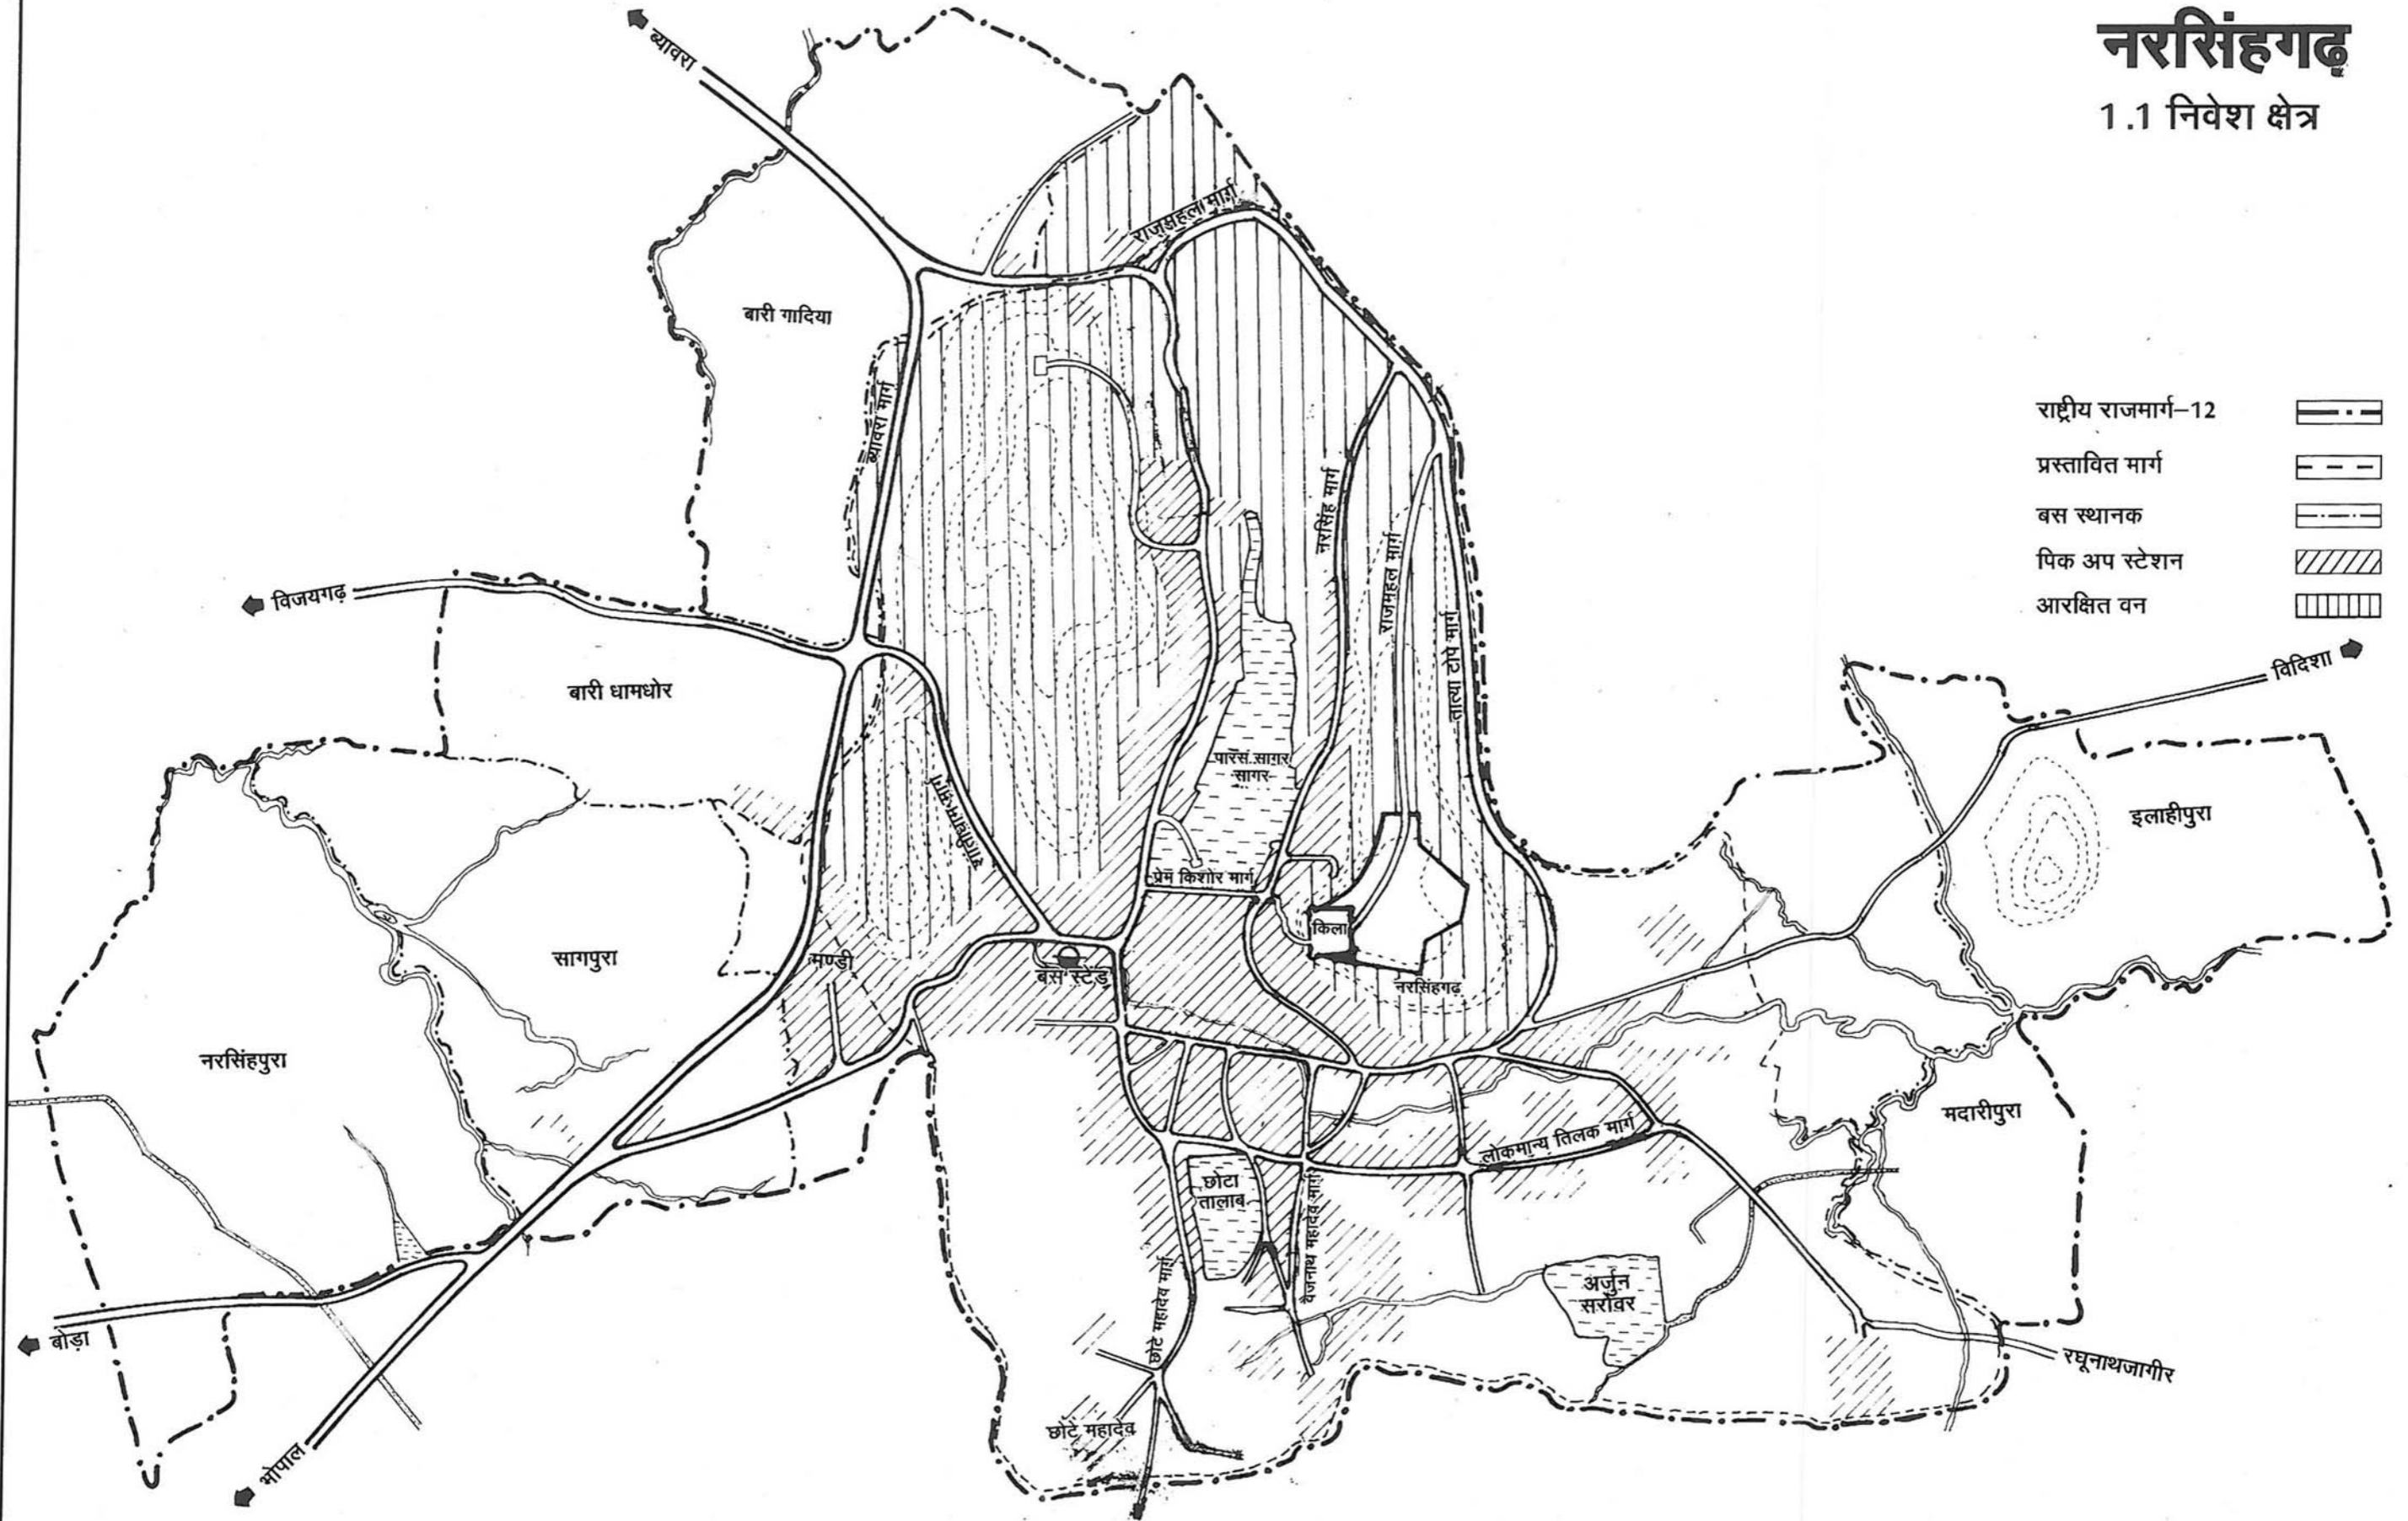 नरसिंहगढ़
1.1 निवेश क्षेत्र
राष्ट्रीय राजमार्ग–12
प्रस्तावित मार्ग
बस स्थानक
पिक अप स्टेशन
आरक्षित वन
ब्यावरा
राजमहल मार्ग
बारी गादिया
ब्यावरा मार्ग
नरसिंह मार्ग
राजमहल मार्ग
तात्या टोपे मार्ग
विजयगढ़
विदिशा
बारी धामधोर
पारस सागर
सागर
इलाहीपुरा
प्रेम किशोर मार्ग
किला
सागपुरा
मण्डी
बस स्टेंड
नरसिंहगढ़
नरसिंहपुरा
मदारीपुरा
लोकमान्य तिलक मार्ग
छोटा
तालाब
बैजनाथ महादेव मार्ग
छोटे महादेव मार्ग
अर्जुन
सरोवर
बोड़ा
रघूनाथजागीर
छोटे महादेव
भोपाल